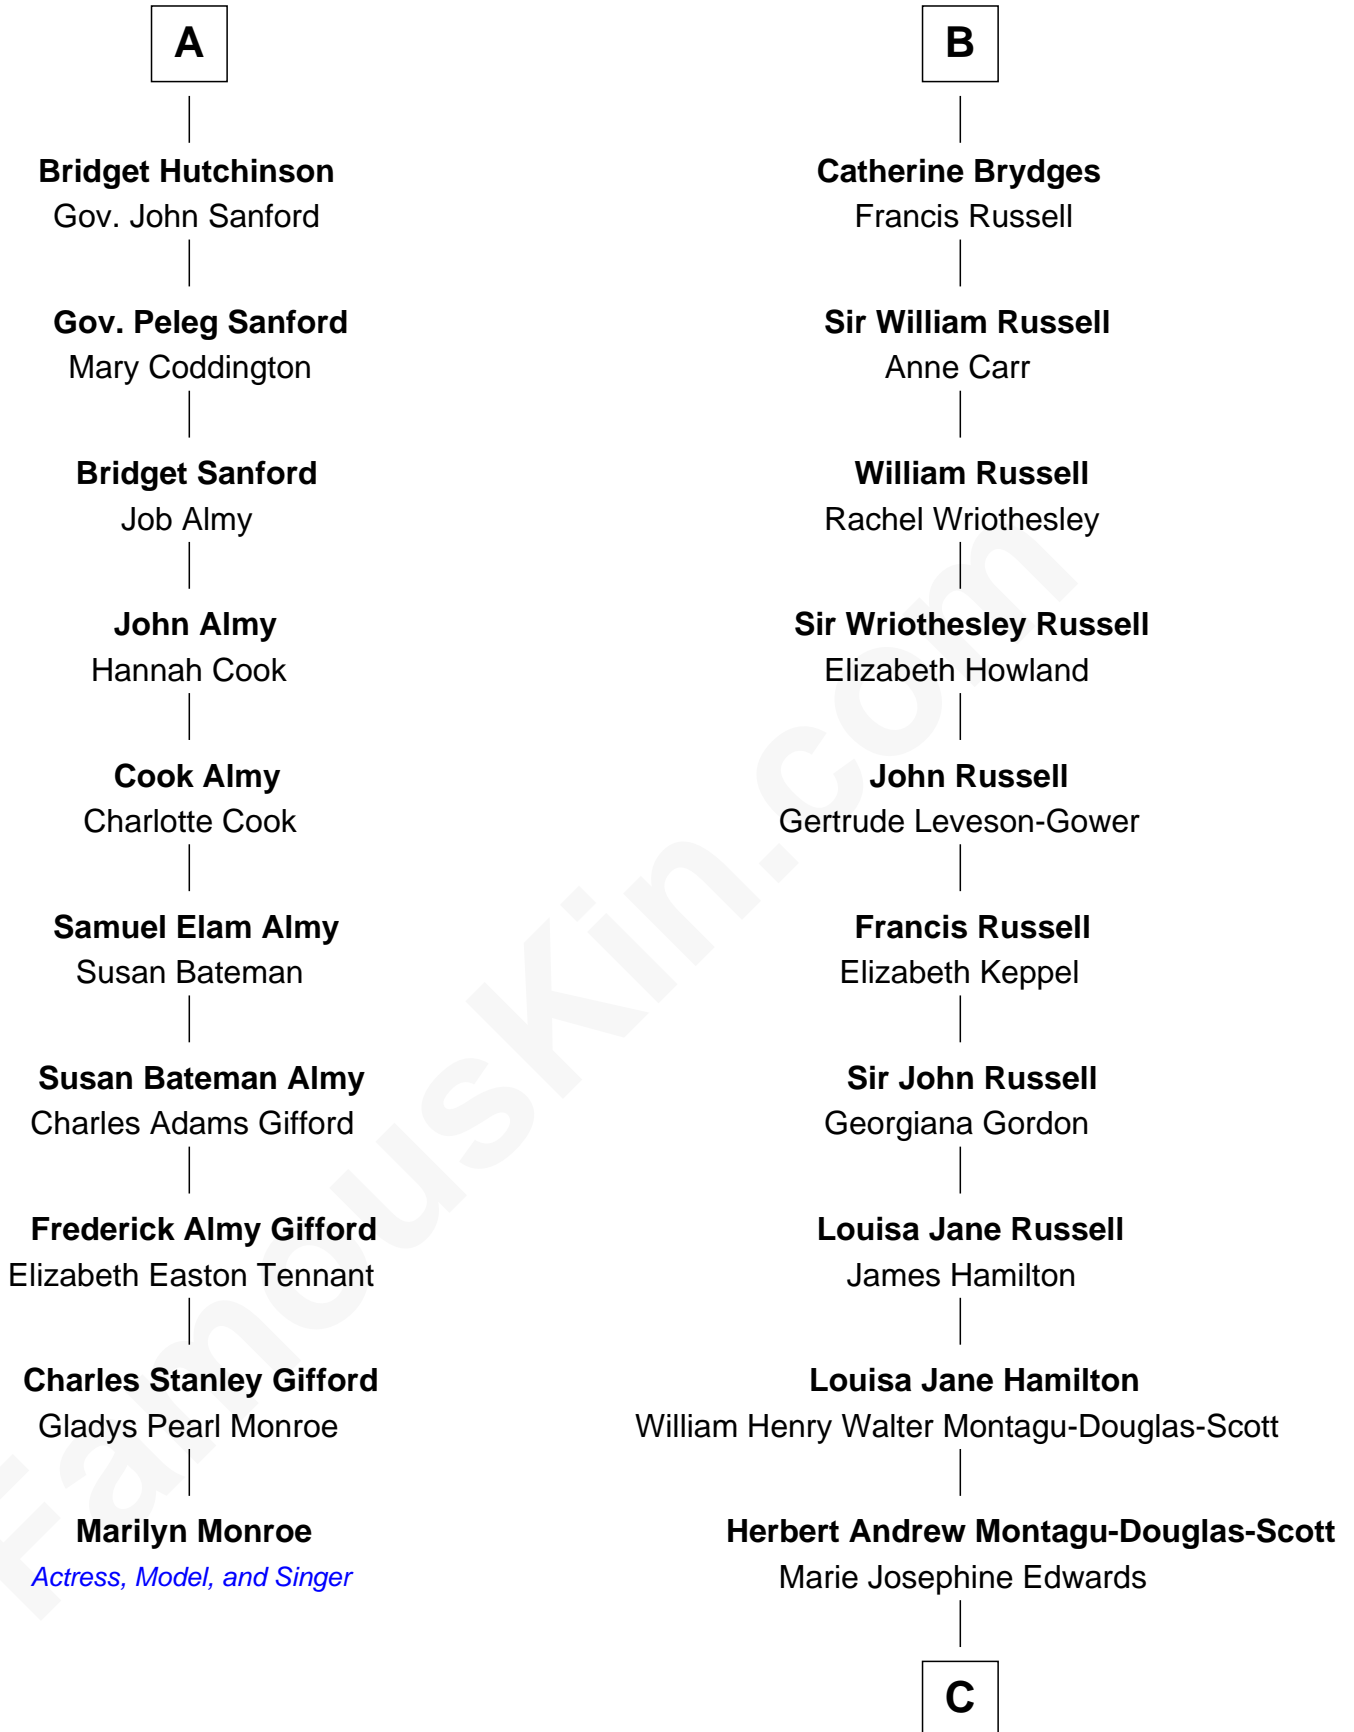 A
Bridget Hutchinson
Gov. John Sanford
Gov. Peleg Sanford
Mary Coddington
Bridget Sanford
Job Almy
John Almy
Hannah Cook
Cook Almy
Charlotte Cook
Samuel Elam Almy
Susan Bateman
Susan Bateman Almy
Charles Adams Gifford
Frederick Almy Gifford
Elizabeth Easton Tennant
Charles Stanley Gifford
Gladys Pearl Monroe
Marilyn Monroe
Actress, Model, and Singer
B
Catherine Brydges
Francis Russell
Sir William Russell
Anne Carr
William Russell
Rachel Wriothesley
Sir Wriothesley Russell
Elizabeth Howland
John Russell
Gertrude Leveson-Gower
Francis Russell
Elizabeth Keppel
Sir John Russell
Georgiana Gordon
Louisa Jane Russell
James Hamilton
Louisa Jane Hamilton
William Henry Walter Montagu-Douglas-Scott
Herbert Andrew Montagu-Douglas-Scott
Marie Josephine Edwards
C
FamousKin.com